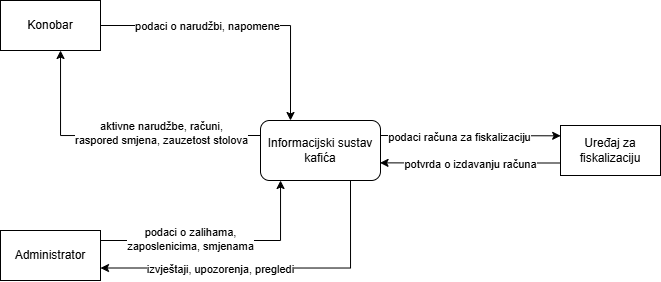 Konobar
podaci o narudžbi, napomene
aktivne narudžbe, računi,
raspored smjena, zauzetost stolova
Informacijski sustav
kafića
podaci računa za fiskalizaciju
potvrda o izdavanju računa
Uređaj za
fiskalizaciju
Administrator
podaci o zalihama,
zaposlenicima, smjenama
izvještaji, upozorenja, pregledi